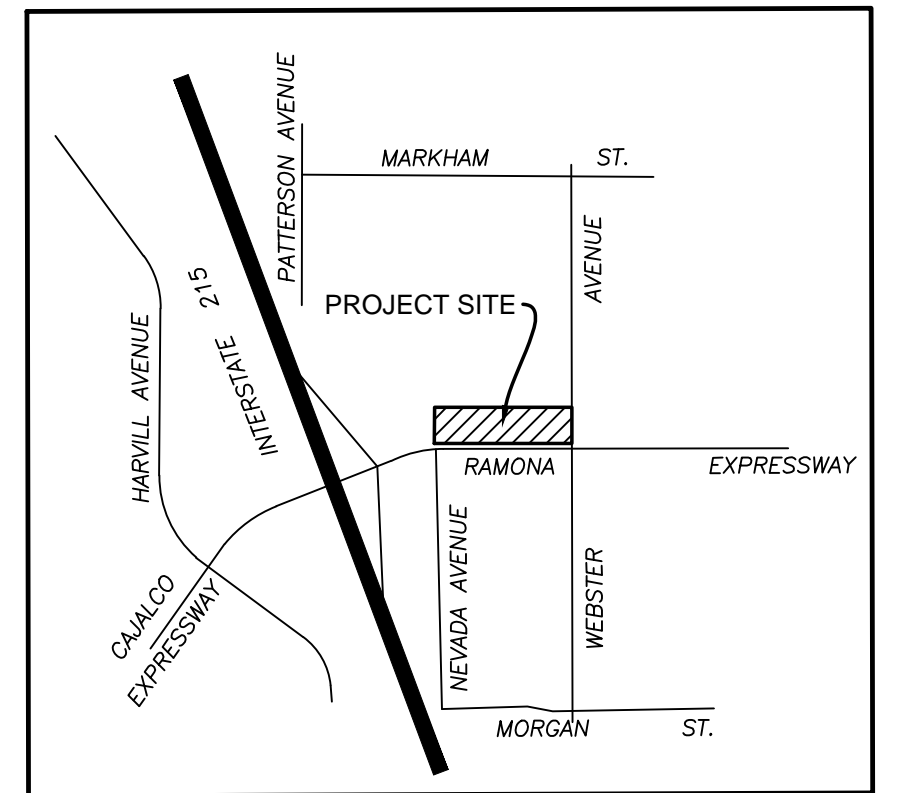 PATTERSON AVENUE
MARKHAM ST.
AVENUE
INTERSTATE 215
PROJECT SITE
HARVILL AVENUE
RAMONA EXPRESSWAY
NEVADA AVENUE
WEBSTER
CAJALCO
EXPRESSWAY
MORGAN ST.